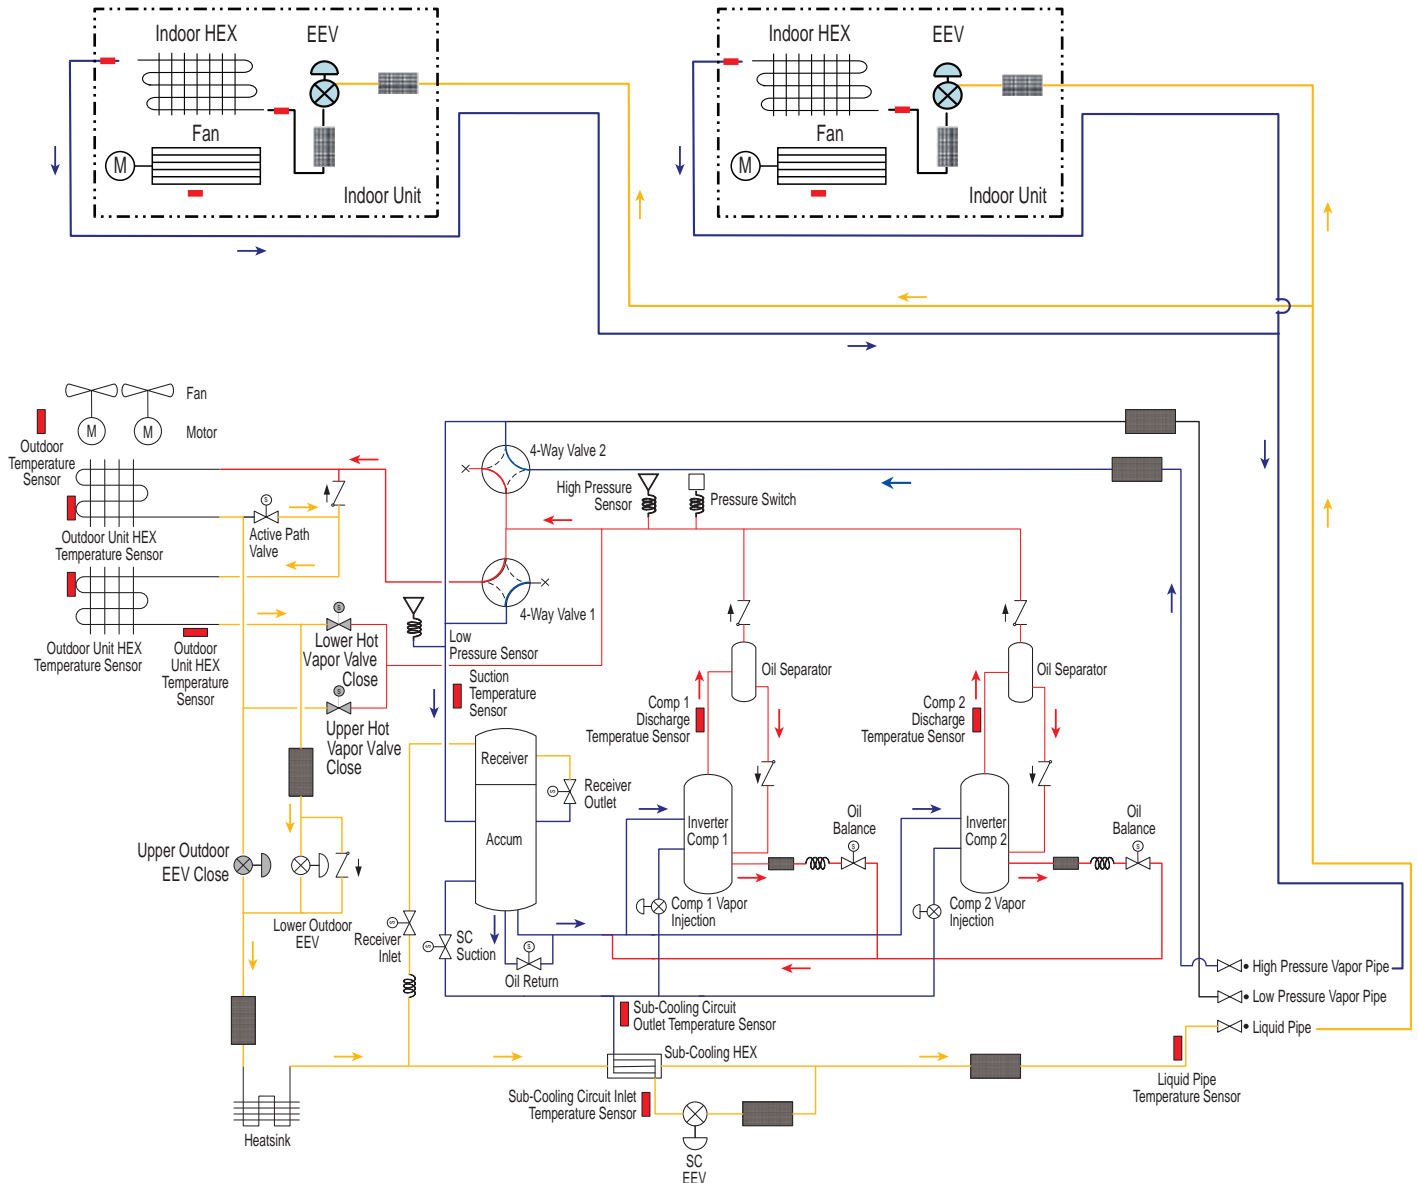 Indoor HEX
EEV
Fan
M
Indoor Unit
Indoor HEX
EEV
Fan
M
Indoor Unit
Fan
M
M
Motor
Outdoor
Temperature
Sensor
4-Way Valve 2
High Pressure
Sensor
Pressure Switch
S
Active Path
Valve
Outdoor Unit HEX
Temperature Sensor
4-Way Valve 1
S
Lower Hot
Vapor Valve
Close
Outdoor Unit HEX
Temperature Sensor
Outdoor
Unit HEX
Temperature
Sensor
Low
Pressure Sensor
Suction
Temperature
Sensor
Oil Separator
Oil Separator
S
Upper Hot
Vapor Valve
Close
Comp 1
Discharge
Temperatue Sensor
Comp 2
Discharge
Temperatue Sensor
Receiver
S
Receiver
Outlet
Accum
Inverter
Comp 1
Oil
Balance
S
Inverter
Comp 2
Oil
Balance
S
Upper Outdoor
EEV Close
Lower Outdoor
EEV
S
Receiver
Inlet
S
SC
Suction
S
Oil Return
Comp 1 Vapor
Injection
Comp 2 Vapor
Injection
High Pressure Vapor Pipe
Low Pressure Vapor Pipe
Liquid Pipe
Sub-Cooling Circuit
Outlet Temperature Sensor
Sub-Cooling HEX
Sub-Cooling Circuit Inlet
Temperature Sensor
Liquid Pipe
Temperature Sensor
Heatsink
SC
EEV